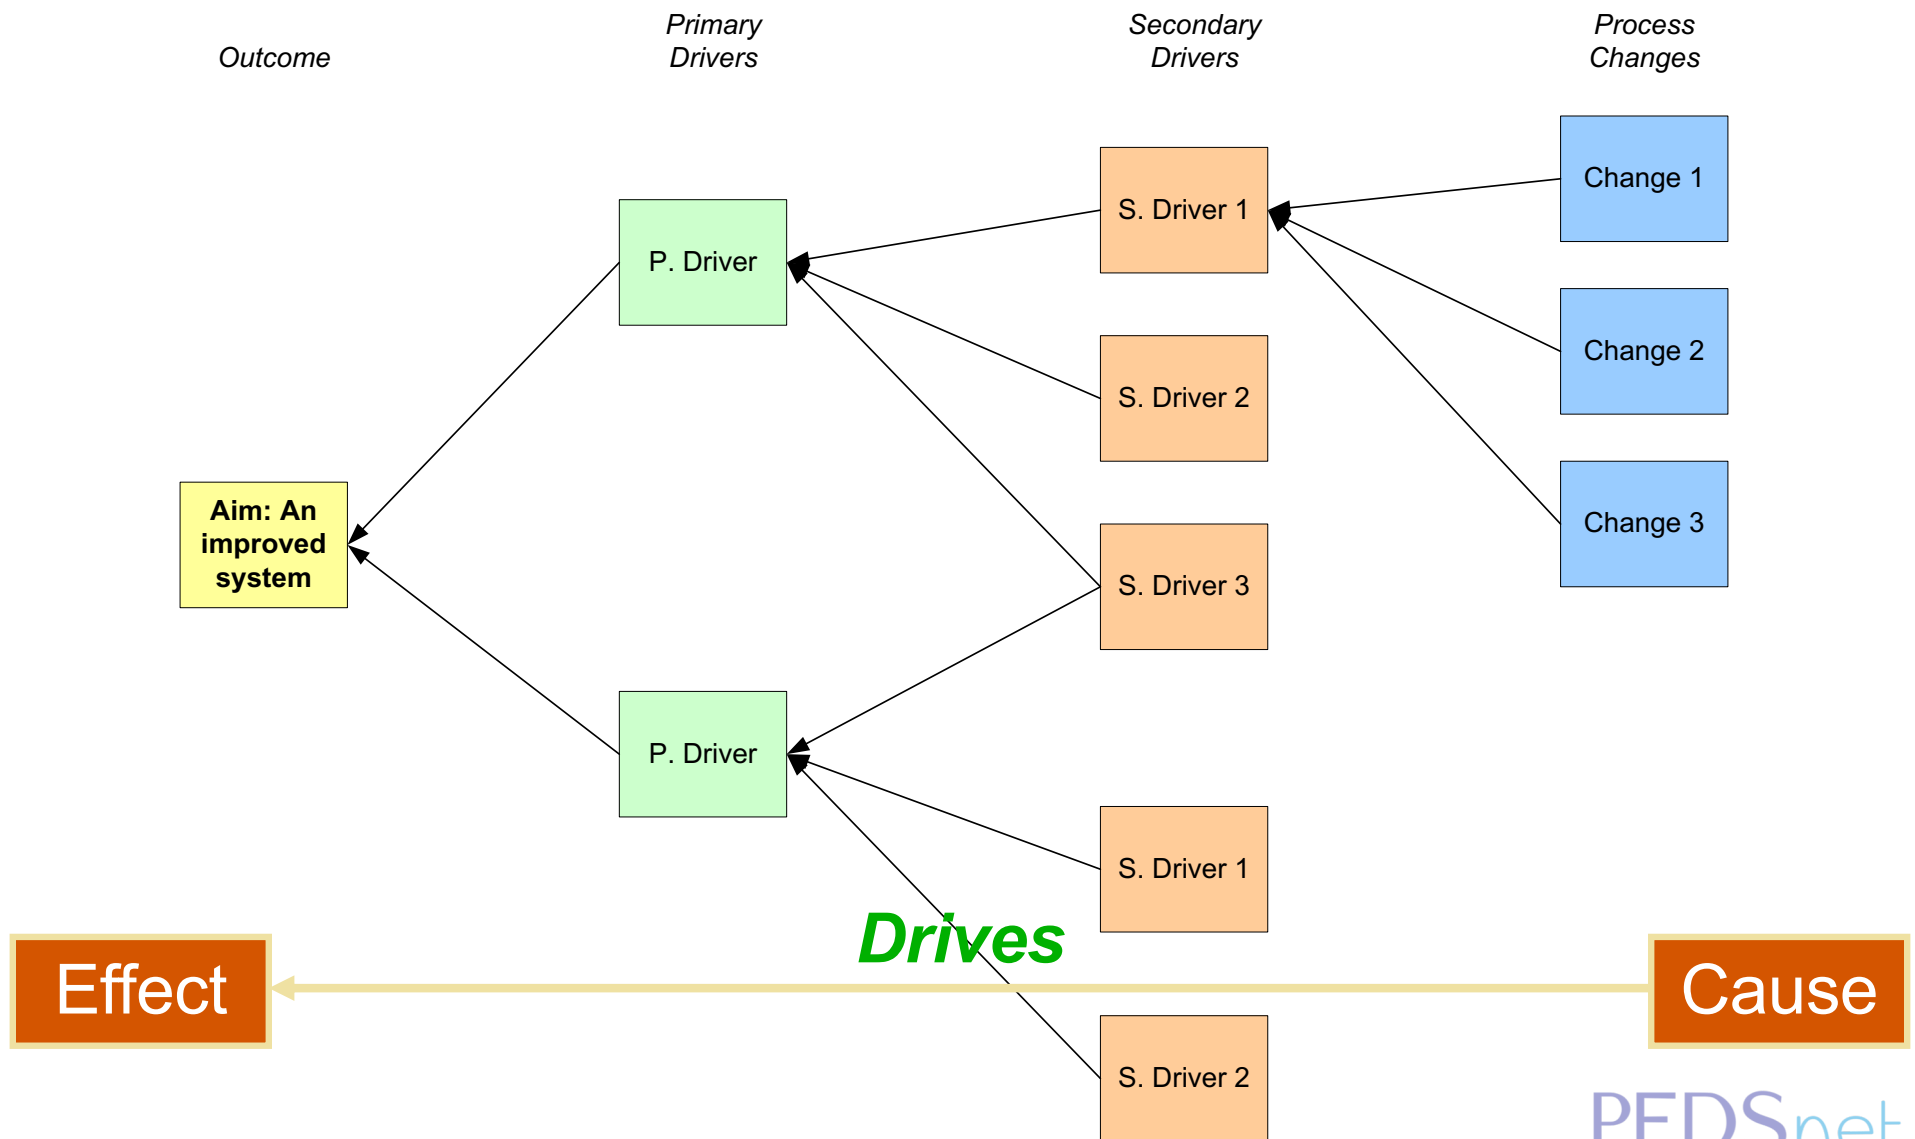 Outcome
Primary
Drivers
Secondary
Drivers
Process
Changes
Change 1
S. Driver 1
P. Driver
Change 2
S. Driver 2
Aim: An
improved
system
Change 3
S. Driver 3
P. Driver
S. Driver 1
Drives
Effect
Cause
S. Driver 2
PEDSnet